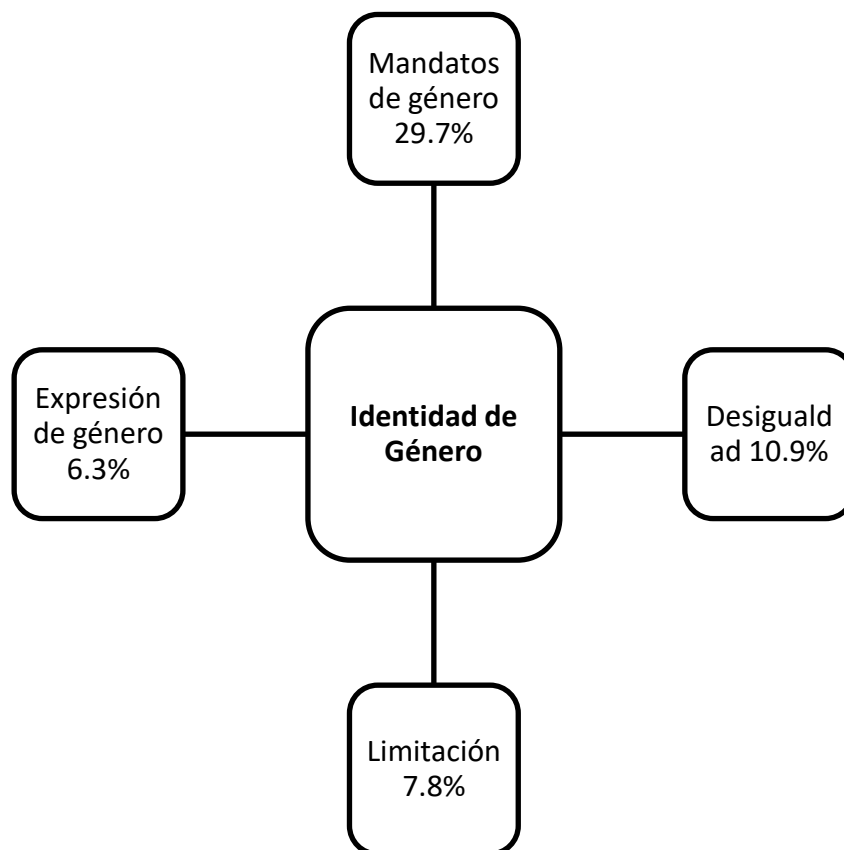 Mandatos
de género
29.7%
Expresión
de género
6.3%
Identidad de
Género
Desiguald
ad 10.9%
Limitación
7.8%